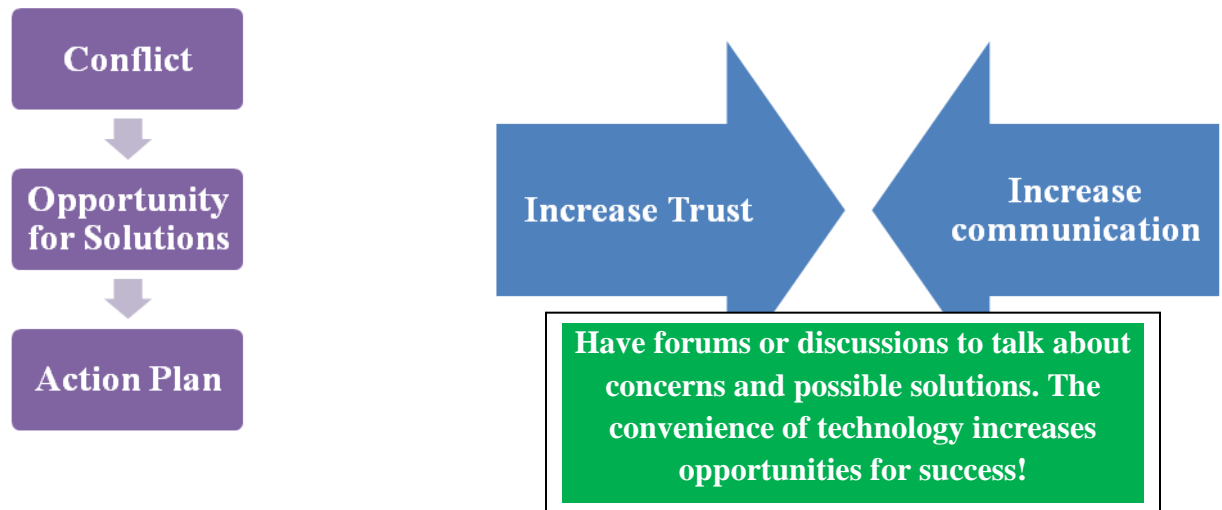 Conflict
Opportunity
for Solutions
Action Plan
Increase Trust
Increase
communication
Have forums or discussions to talk about
concerns and possible solutions. The
convenience of technology increases
opportunities for success!